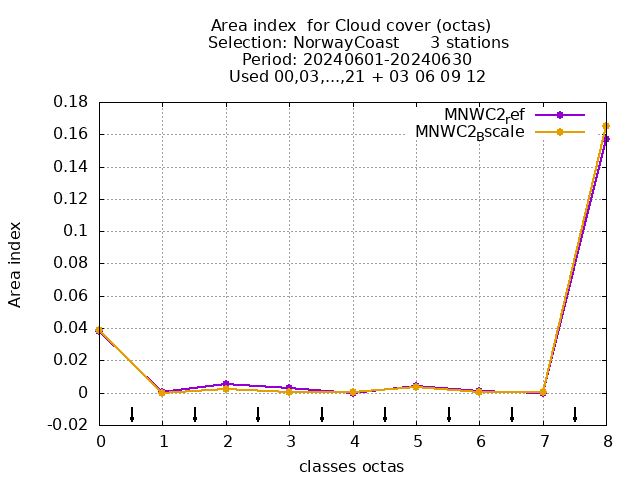 Area index  for Cloud cover (octas)
Selection: NorwayCoast      3 stations
Period: 20240601-20240630
Used 00,03,...,21 + 03 06 09 12
MNWC2ref
MNWC2Bscale
0.18
0.16
0.14
0.12
0.1
0.08
0.06
0.04
0.02
0
-0.02
Area index
0 1 2 3 4 5 6 7 8
classes octas